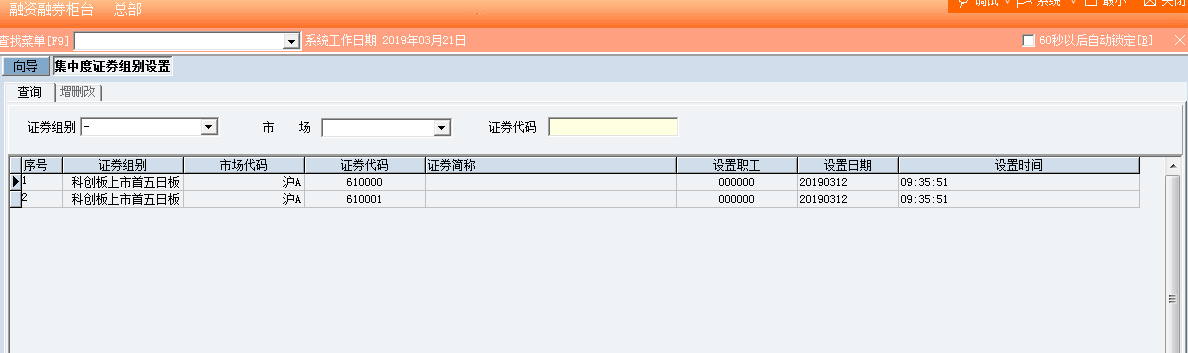 融资融券柜台 总部
调试 系统 最小 关闭
查找菜单[F9] 系统工作日期 2019年03月21日 60秒以后自动锁定[B]
向导 集中度证券组别设置
查询 增删改
证券组别 - 市 场 证券代码
序号 证券组别 市场代码 证券代码 证券简称 设置职工 设置日期 设置时间
1 科创板上市首五日板 沪A 610000 000000 20190312 09:35:51
2 科创板上市首五日板 沪A 610001 000000 20190312 09:35:51